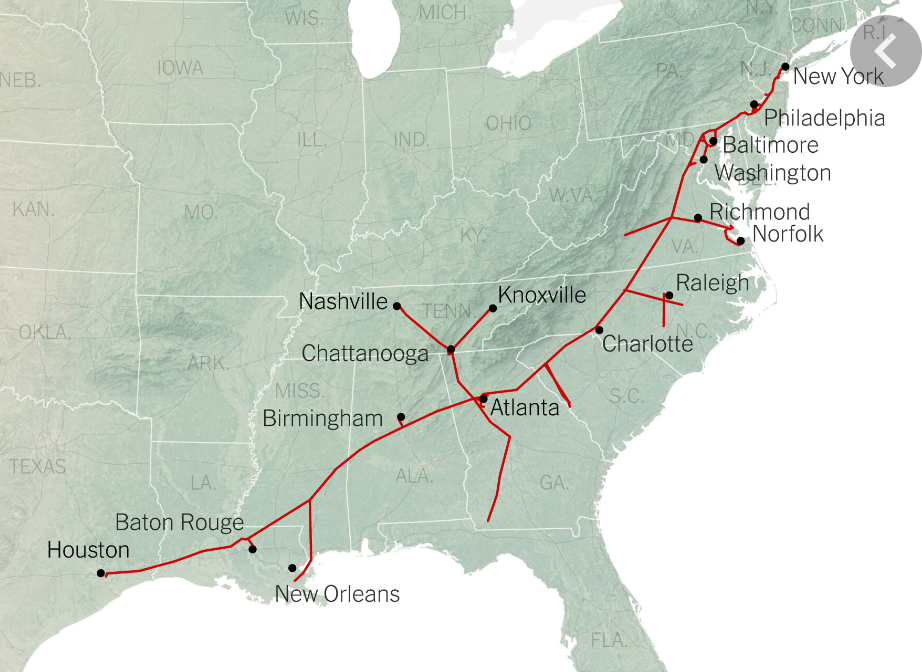 WIS.
MICH.
N.Y.
CONN.
R.I.
NEB.
IOWA
PA.
N.J.
New York
Philadelphia
ILL.
IND.
OHIO
MD.
Baltimore
Washington
DEL.
KAN.
MO.
W.VA.
KY.
Richmond
Norfolk
VA.
Nashville
TENN.
Knoxville
Raleigh
OKLA.
ARK.
Chattanooga
Charlotte
N.C.
MISS.
S.C.
Birmingham
Atlanta
TEXAS
LA.
ALA.
GA.
Baton Rouge
Houston
New Orleans
FLA.